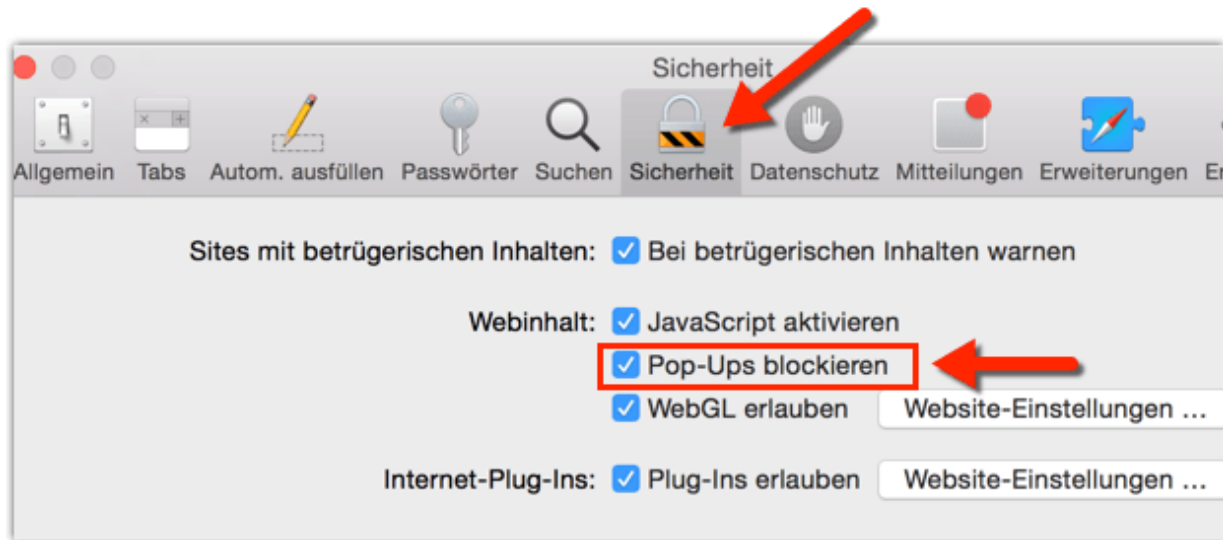 Sicherheit
Allgemein Tabs Autom. ausfüllen Passwörter Suchen Sicherheit Datenschutz Mitteilungen Erweiterungen
Sites mit betrügerischen Inhalten: Bei betrügerischen Inhalten warnen
Webinhalt: JavaScript aktivieren
Pop-Ups blockieren
WebGL erlauben Website-Einstellungen ...
Internet-Plug-Ins: Plug-Ins erlauben Website-Einstellungen ...